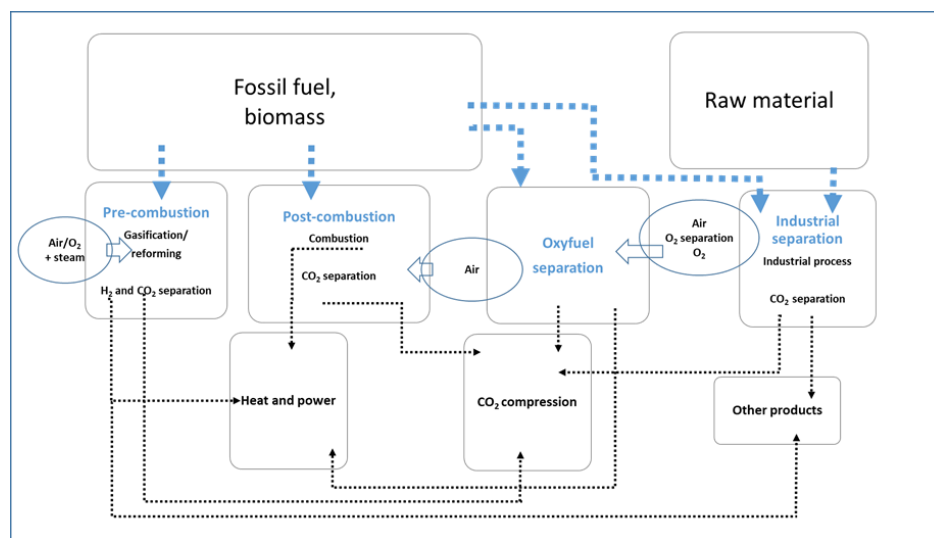 Fossil fuel,
biomass
Raw material
Pre-combustion
Gasification/
reforming
H₂ and CO₂ separation
Air/O₂
+ steam
Post-combustion
Combustion
CO₂ separation
Air
Oxyfuel
separation
Air
O₂ separation
O₂
Industrial
separation
Industrial process
CO₂ separation
Heat and power
CO₂ compression
Other products